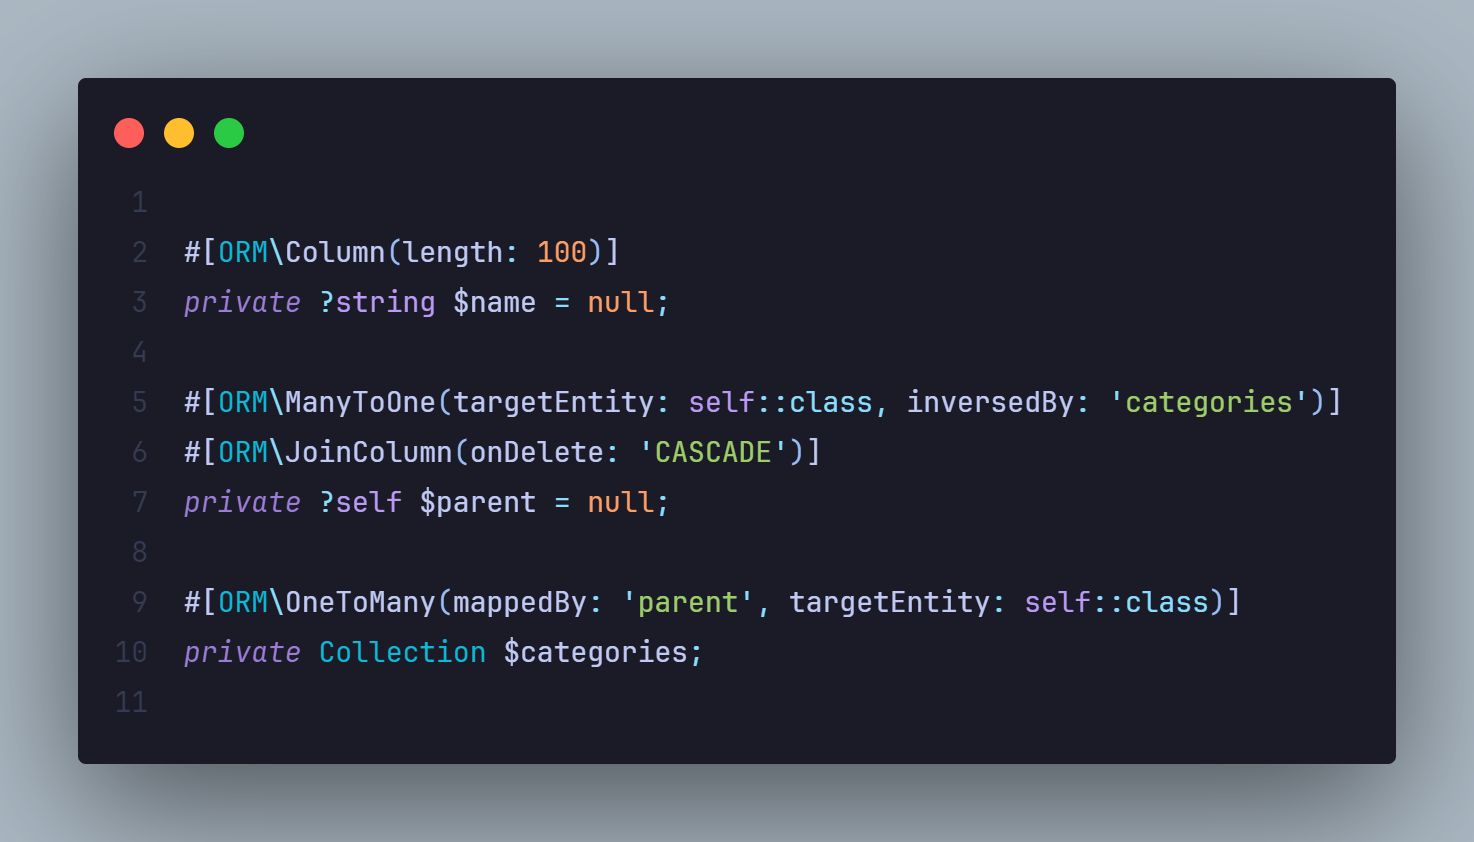 1
2 #[ORM\Column(length: 100)]
3 private ?string $name = null;
4
5 #[ORM\ManyToOne(targetEntity: self::class, inversedBy: 'categories')]
6 #[ORM\JoinColumn(onDelete: 'CASCADE')]
7 private ?self $parent = null;
8
9 #[ORM\OneToMany(mappedBy: 'parent', targetEntity: self::class)]
10 private Collection $categories;
11